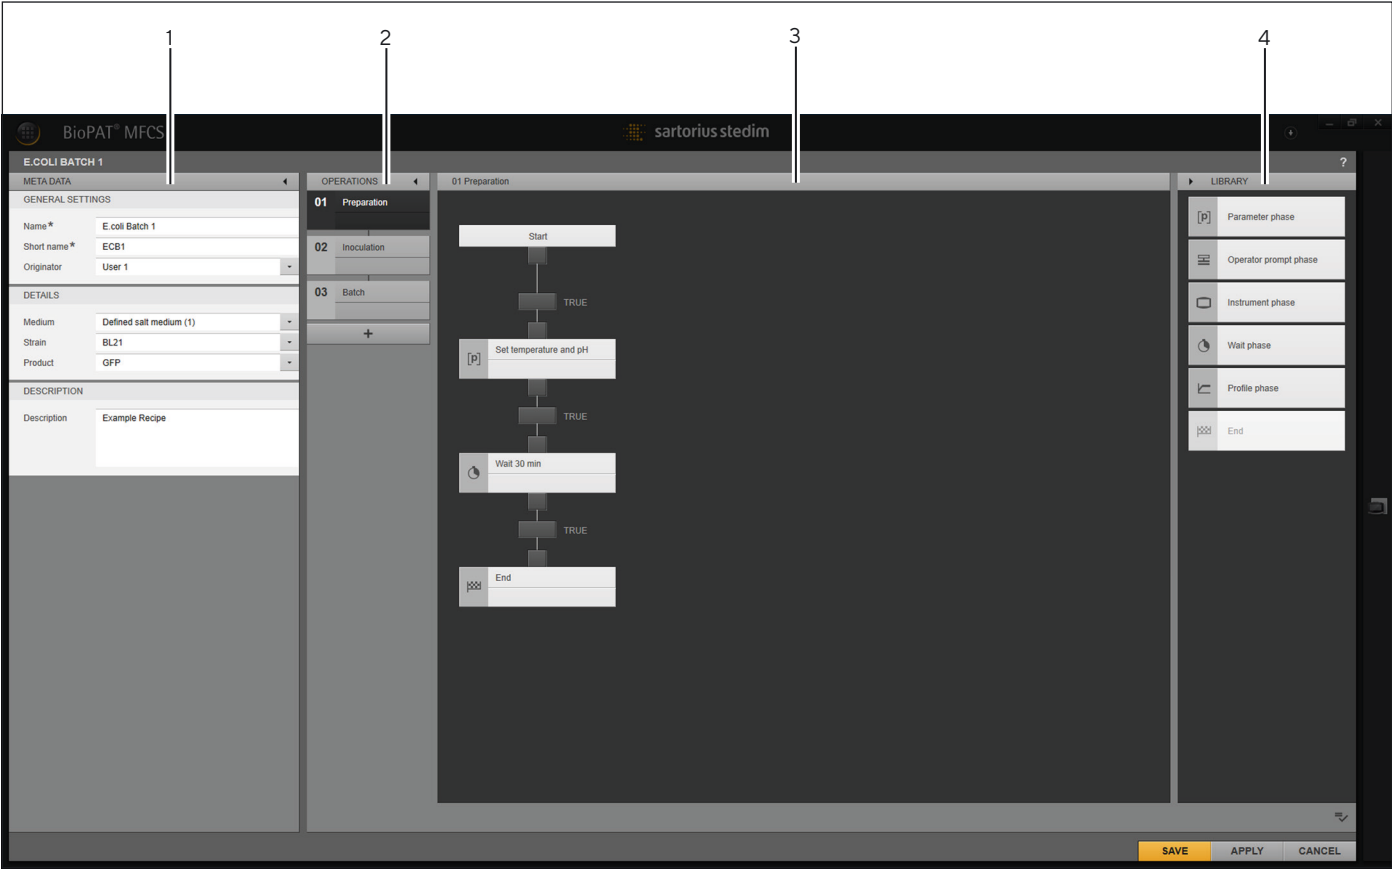 1 2 3 4
BioPAT® MFCS
sartorius stedim
E.COLI BATCH 1 ?
META DATA
GENERAL SETTINGS
Name* E.coli Batch 1
Short name* ECB1
Originator User 1
DETAILS
Medium Defined salt medium (1)
Strain BL21
Product GFP
DESCRIPTION
Description Example Recipe
OPERATIONS
01 Preparation
02 Inoculation
03 Batch
+
01 Preparation
Start
TRUE
[p] Set temperature and pH
TRUE
Wait 30 min
TRUE
End
LIBRARY
[p] Parameter phase
Operator prompt phase
Instrument phase
Wait phase
Profile phase
End
SAVE APPLY CANCEL